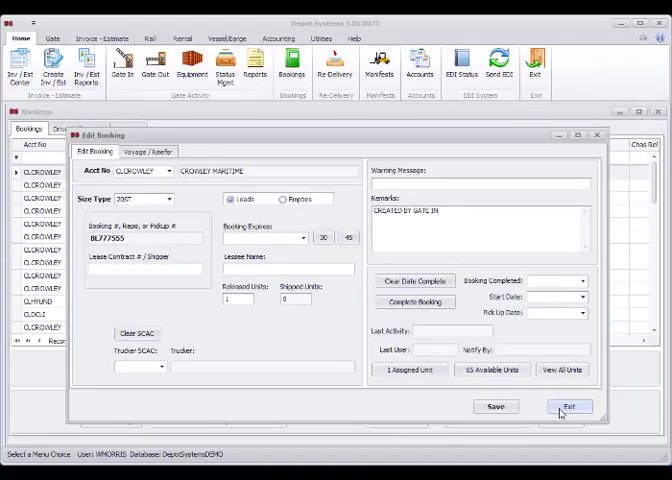 Depot Systems 5.01.0071
Home Gate Invoice - Estimate Rail Rental Vessel/Barge Accounting Utilities Help
Inv / Est Center Create Inv / Est Inv / Est Reports Gate In Gate Out Equipment Status Mgmt Reports Bookings Re-Delivery Manifests Accounts EDI Status Send EDI Exit
Invoice - Estimate Gate Activity Bookings Re-Delivery Manifests Accounts EDI System Exit
Bookings
Bookings
Acct No Chas Rel
CLCROWLEY
CLCROWLEY
CLCROWLEY
CLCROWLEY
CLCROWLEY
CLCROWLEY
CLCROWLEY
CLCROWLEY
CLCROWLEY
CLCROWLEY
CLHYUND
CLDCLI
CLCROWLEY
Edit Booking
Edit Booking Voyage / Reefer
Acct No CLCROWLEY CROWLEY MARITIME
Size Type 20ST Loads Empties
Booking #, Repo, or Pickup #
BL777555
Lease Contract # / Shipper
Booking Expires:
30 45
Lessee Name:
Released Units: Shipped Units:
1 0
Clear SCAC
Trucker SCAC: Trucker:
Warning Message:
Remarks:
CREATED BY GATE IN
Clear Date Complete Booking Completed:
Complete Booking Start Date:
Pick Up Date:
Last Activity:
Last User: Notify By:
1 Assigned Unit 65 Available Units View All Units
Save Exit
Select a Menu Choice User: WMORRIS Database: DepotSystemsDEMO